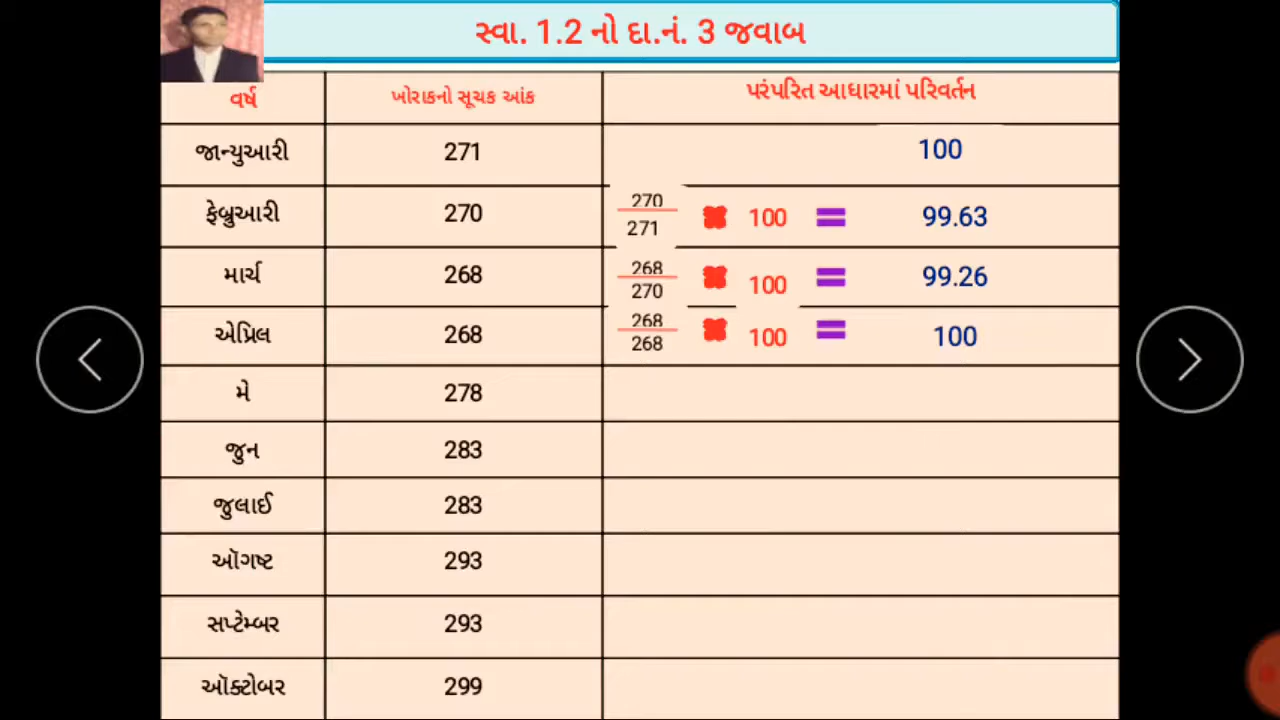 સ્વા. 1.2 નો દા.નં. 3 જવાબ
વર્ષ ખોરાકનો સૂચક આંક પરંપરિત આધારમાં પરિવર્તન
જાન્યુઆરી 271 100
ફેબ્રુઆરી 270 270/271 × 100 = 99.63
માર્ચ 268 268/270 × 100 = 99.26
એપ્રિલ 268 268/268 × 100 = 100
મે 278
જુન 283
જુલાઈ 283
ઑગષ્ટ 293
સપ્ટેમ્બર 293
ઑક્ટોબર 299